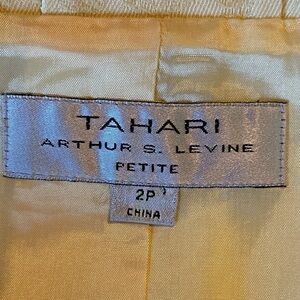 TAHARI
ARTHUR S. LEVINE
PETITE
2P
CHINA